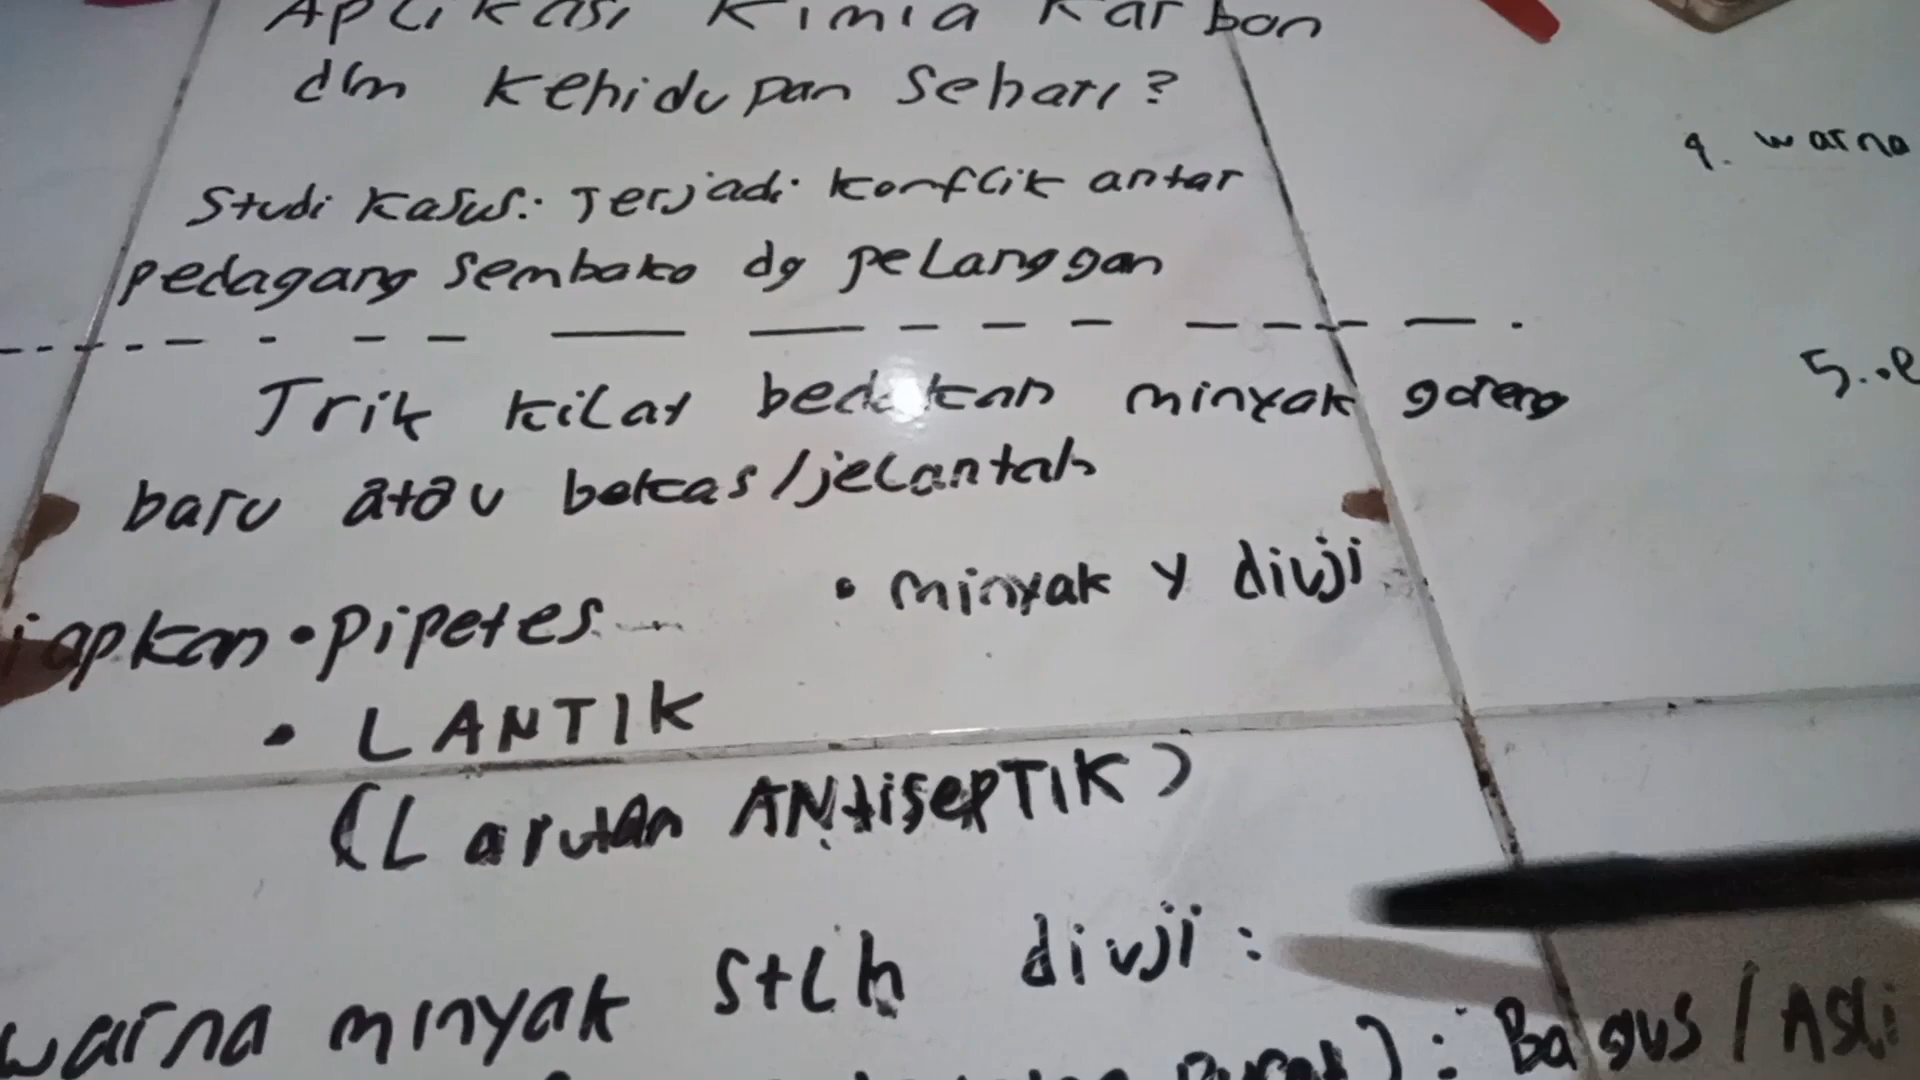 Aplikasi Kimia Karbon
dlm Kehidupan Sehari?
Studi Kasus: Terjadi konflik antar
pedagang sembako dg pelanggan
Trik kilat bedakan minyak goreng
baru atau bekas/jelantah
iapkan • pipetes
• minyak y diuji
• LANTIK
(Larutan ANtisepTIK)
warna minyak stlh diuji:
): Bagus / Asli
4. warna
5.